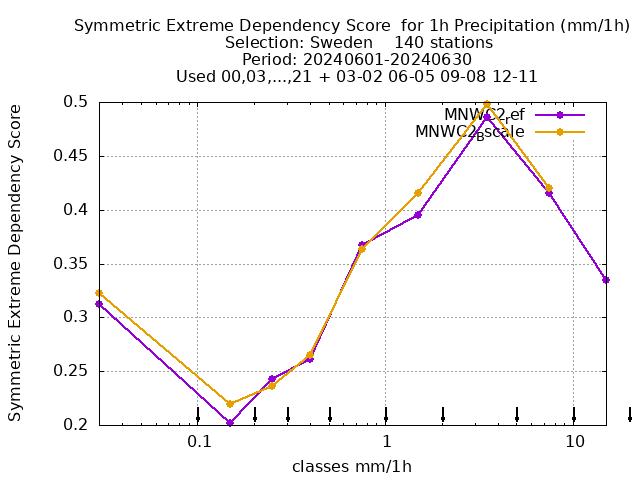 Symmetric Extreme Dependency Score for 1h Precipitation (mm/1h)
Selection: Sweden 140 stations
Period: 20240601-20240630
Used 00,03,...,21 + 03-02 06-05 09-08 12-11
Symmetric Extreme Dependency Score
0.5
0.45
0.4
0.35
0.3
0.25
0.2
MNWC2ref
MNWC2Bscale
0.1
1
10
classes mm/1h